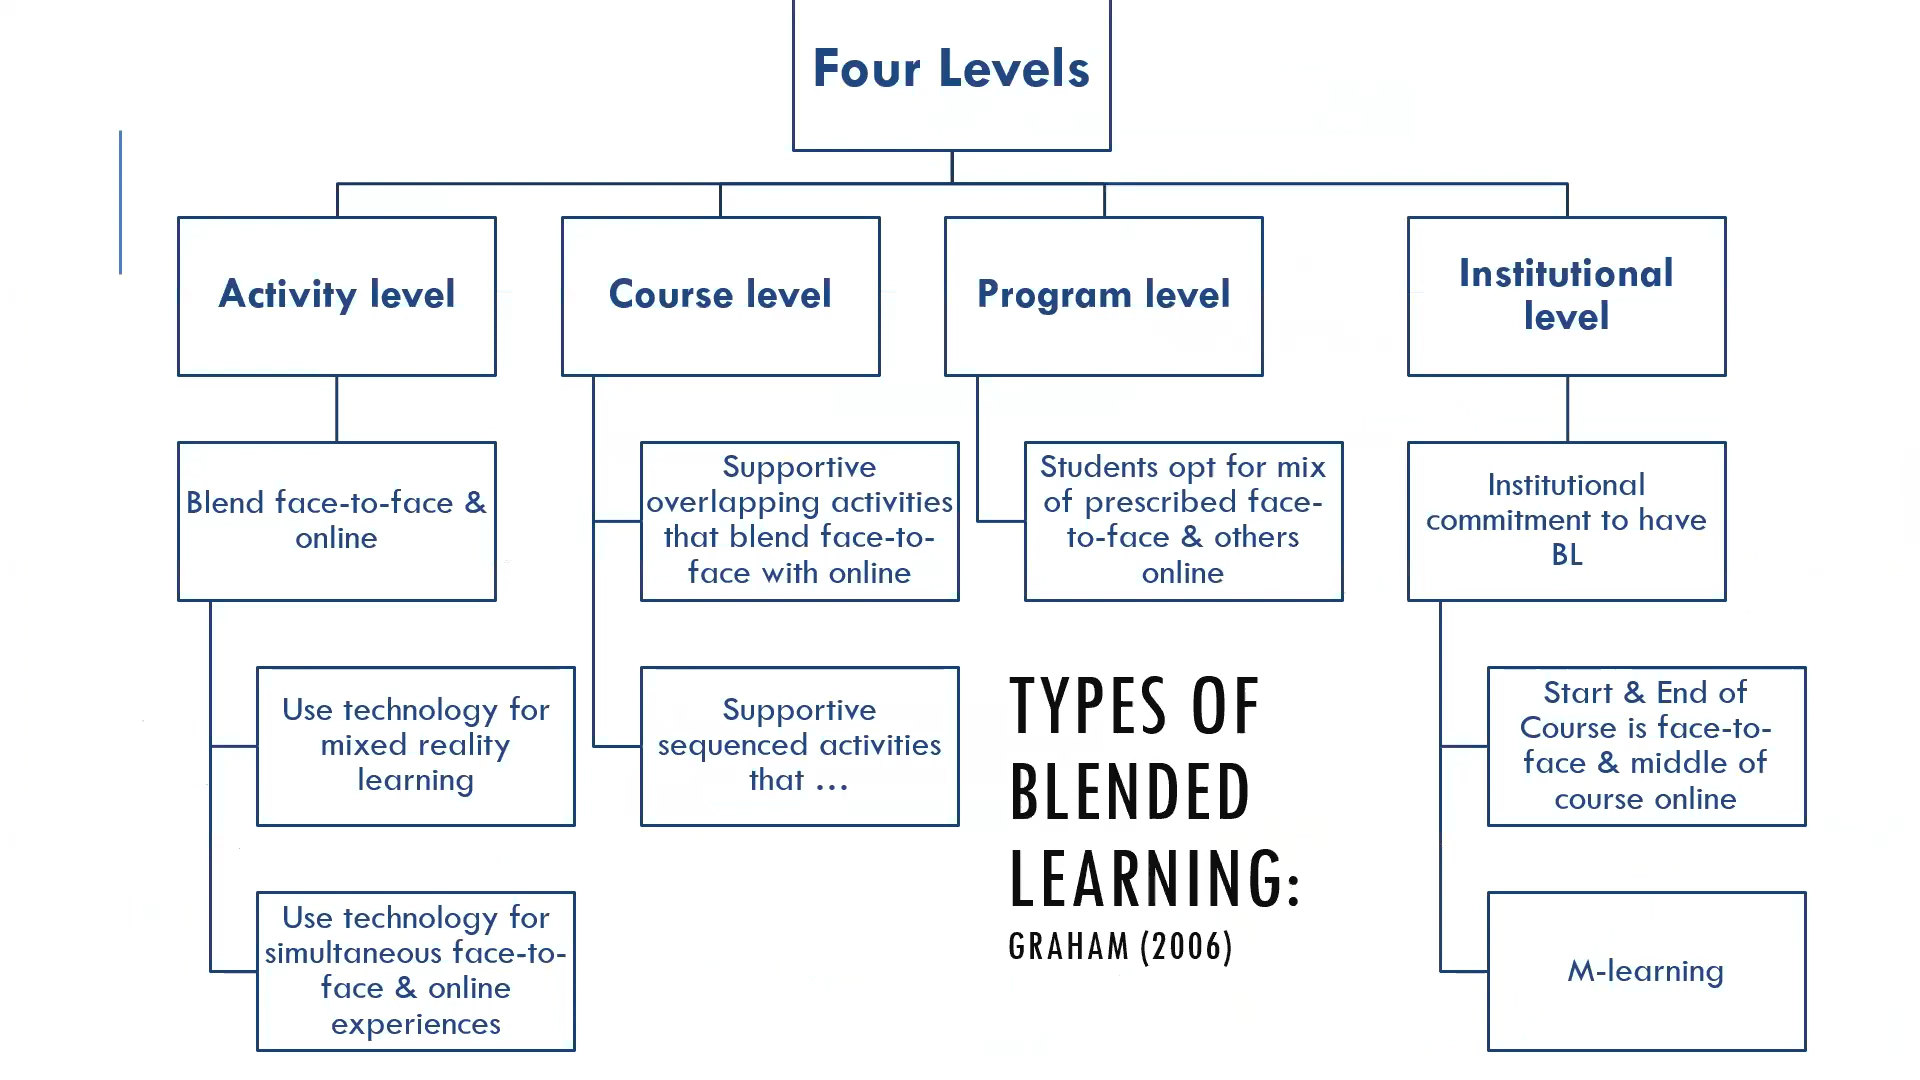 Four Levels
Activity level
Course level
Program level
Institutional
level
Blend face-to-face &
online
Supportive
overlapping activities
that blend face-to-
face with online
Students opt for mix
of prescribed face-
to-face & others
online
Institutional
commitment to have
BL
Use technology for
mixed reality
learning
Supportive
sequenced activities
that ...
Start & End of
Course is face-to-
face & middle of
course online
Use technology for
simultaneous face-to-
face & online
experiences
M-learning
TYPES OF
BLENDED
LEARNING:
GRAHAM (2006)